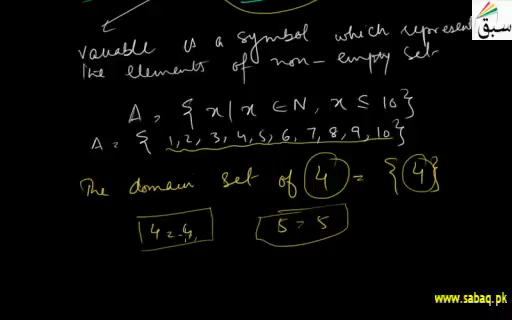 سبق
variable is a symbol which represent
The elements of non-empty set
A = { x | x ∈ N, x ≤ 10 }
A = { 1, 2, 3, 4, 5, 6, 7, 8, 9, 10 }
The domain set of 4 = { 4 }
4 = 4, 5 = 5
www.sabaq.pk